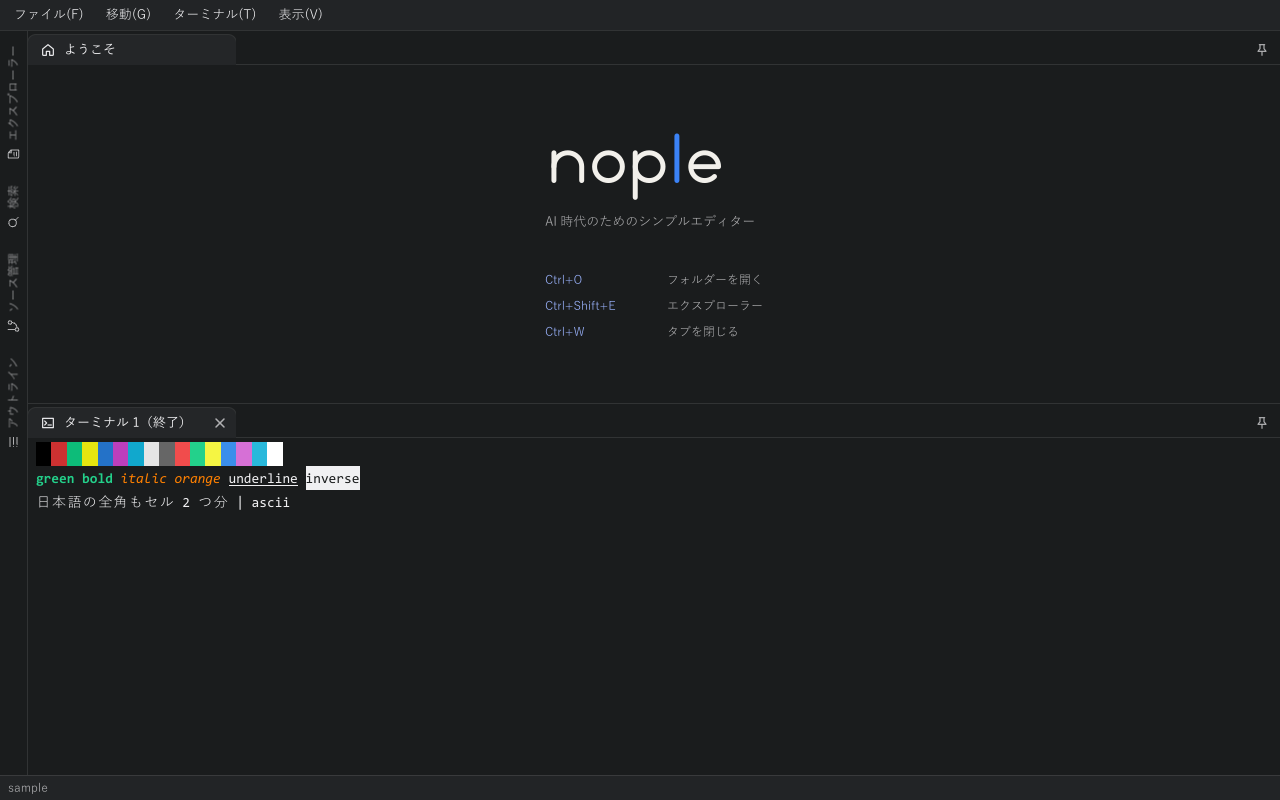 ファイル(F) 移動(G) ターミナル(T) 表示(V)
エクスプローラー
検索
ソース管理
アウトライン
ようこそ
nople
AI 時代のためのシンプルエディター
Ctrl+O フォルダーを開く
Ctrl+Shift+E エクスプローラー
Ctrl+W タブを閉じる
ターミナル 1（終了）
green bold italic orange underline inverse
日本語の全角もセル 2 つ分 | ascii
sample